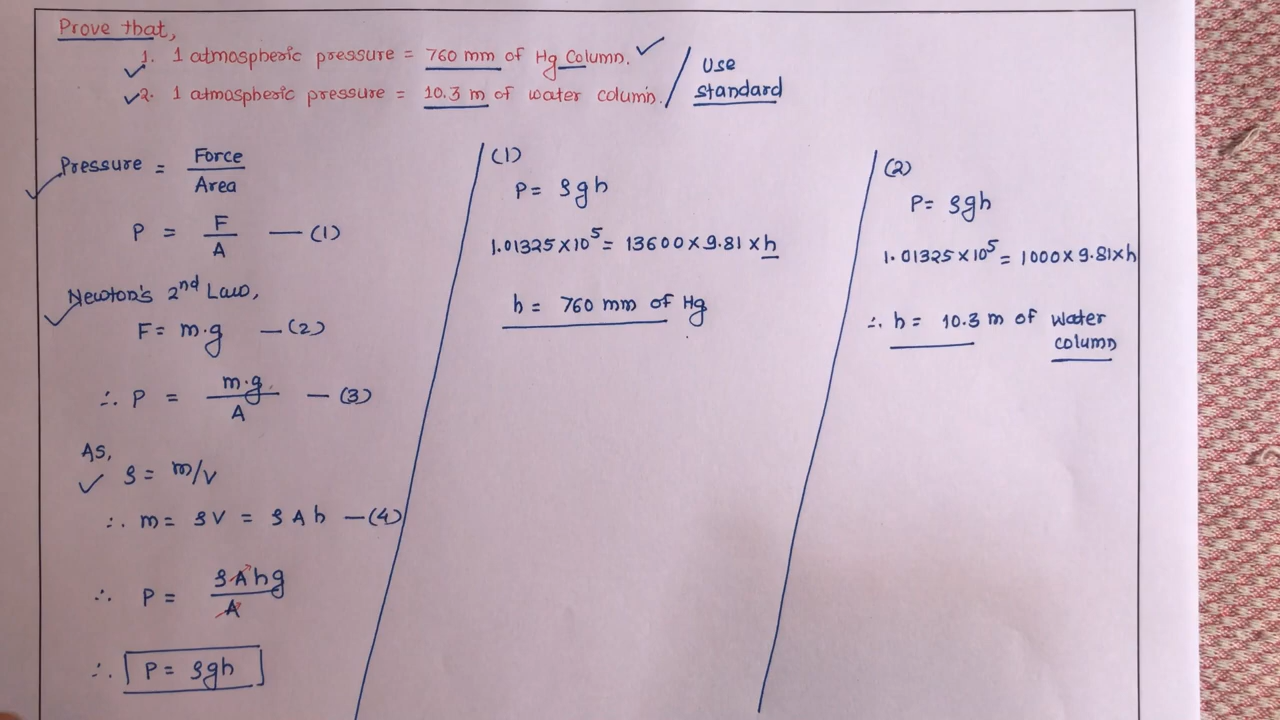 Prove that,
1. 1 atmospheric pressure = 760 mm of Hg Column.
2. 1 atmospheric pressure = 10.3 m of water column.
Use
standard
Pressure = Force / Area
P = F / A — (1)
Newton's 2nd Law,
F = m·g — (2)
∴ P = m·g / A — (3)
As,
ρ = m/v
∴ m = ρV = ρAh — (4)
∴ P = ρAhg / A
∴ P = ρgh
(1)
P = ρgh
1.01325 × 10^5 = 13600 × 9.81 × h
h = 760 mm of Hg
(2)
P = ρgh
1.01325 × 10^5 = 1000 × 9.81 × h
∴ h = 10.3 m of water
column